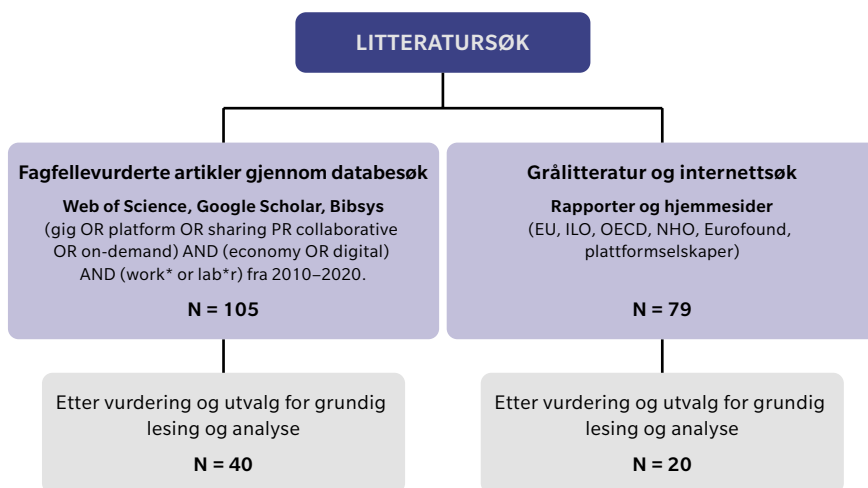 LITTERATURSØK
Fagfellevurderte artikler gjennom databesøk
Web of Science, Google Scholar, Bibsys
(gig OR platform OR sharing PR collaborative
OR on-demand) AND (economy OR digital)
AND (work* or lab*r) fra 2010–2020.
N = 105
Grålitteratur og internettsøk
Rapporter og hjemmesider
(EU, ILO, OECD, NHO, Eurofound,
plattformselskaper)
N = 79
Etter vurdering og utvalg for grundig
lesing og analyse
N = 40
Etter vurdering og utvalg for grundig
lesing og analyse
N = 20